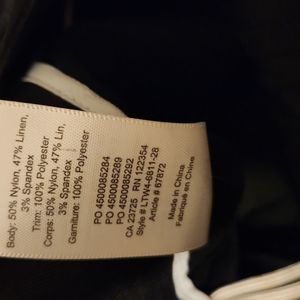 Body: 50% Nylon, 47% Linen,
3% Spandex
Trim: 100% Polyester
Corps: 50% Nylon, 47% Lin,
3% Spandex
Garniture: 100% Polyester
PO 4500085284
PO 4500085289
PO 4500085292
CA 23725 RN 122354
Style # LTW4-6811-28
Article # 67672
Made in China
Fabriqué en Chine